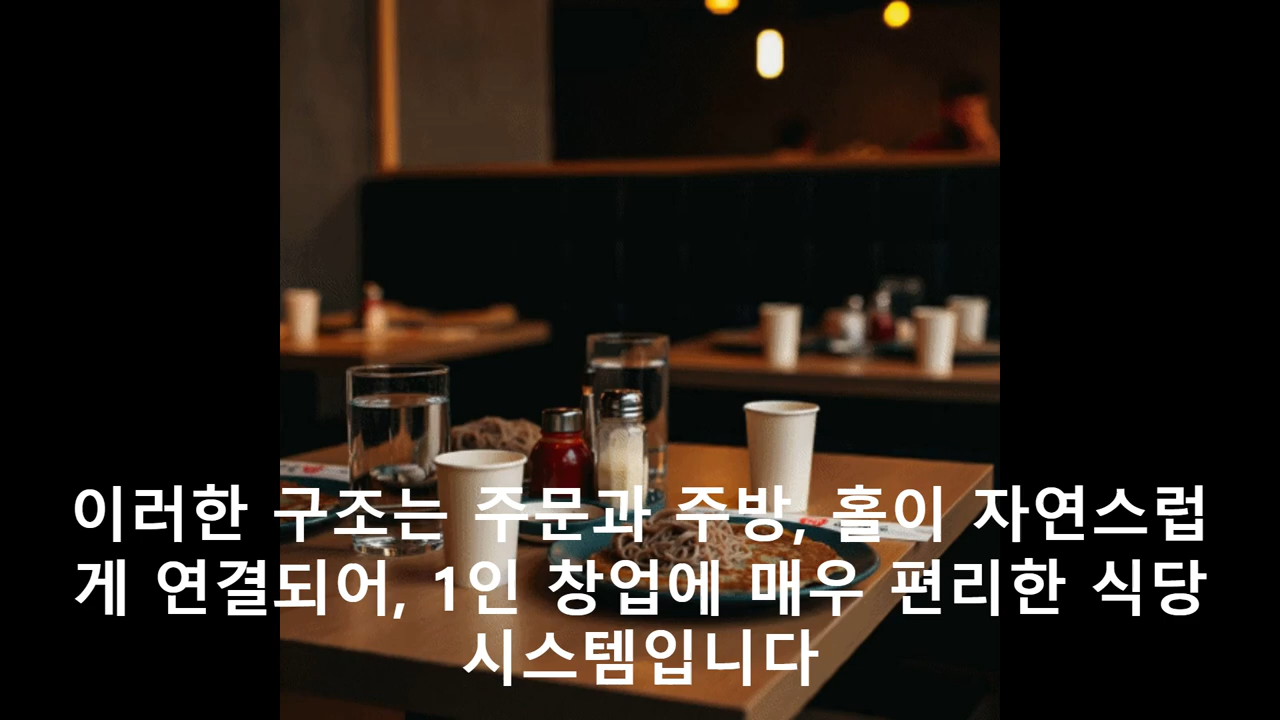 이러한 구조는 주문과 주방, 홀이 자연스럽
게 연결되어, 1인 창업에 매우 편리한 식당
시스템입니다